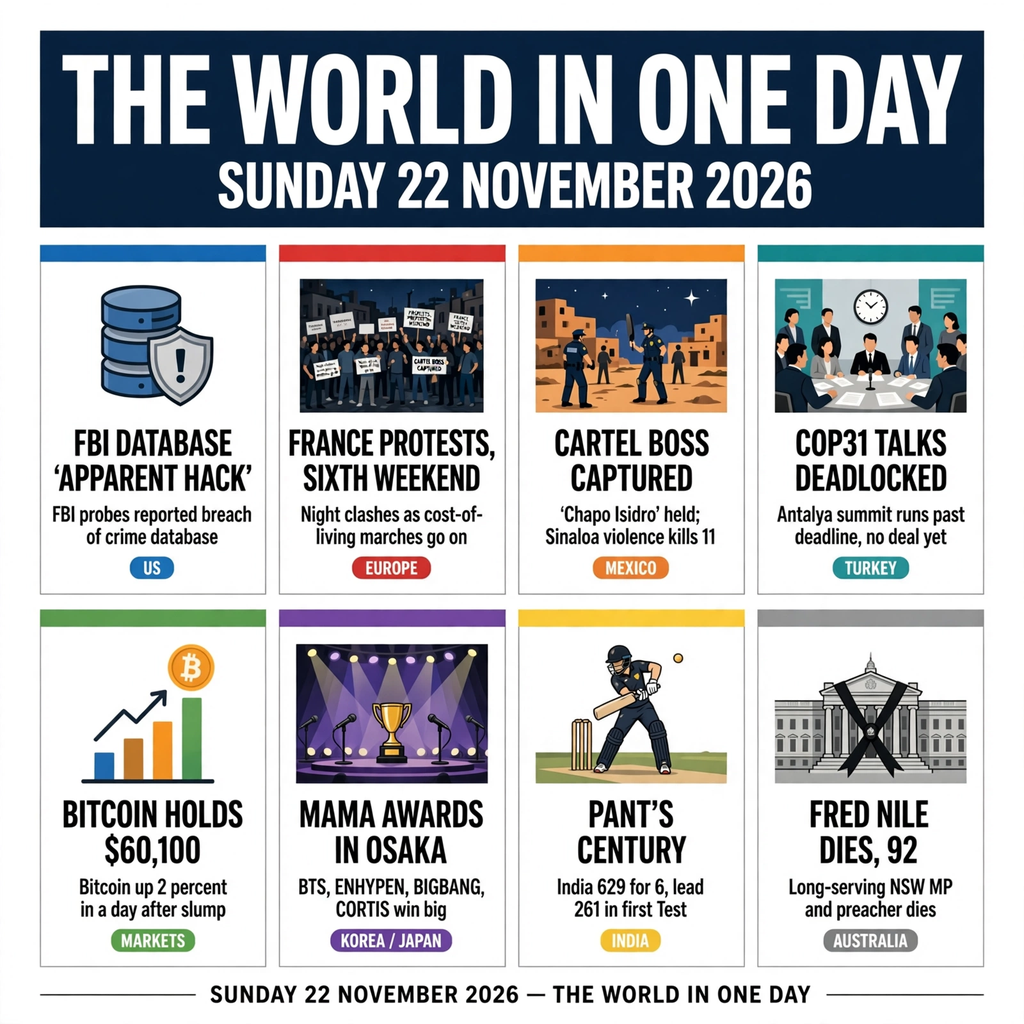 THE WORLD IN ONE DAY
SUNDAY 22 NOVEMBER 2026
FBI DATABASE
‘APPARENT HACK’
FBI probes reported breach
of crime database
US
CARTEL BOSS
CAPTURED
FRANCE PROTESTS,
SIXTH WEEKEND
Night clashes as cost-of-
living marches go on
EUROPE
CARTEL BOSS
CAPTURED
‘Chapo Isidro’ held;
Sinaloa violence kills 11
MEXICO
COP31 TALKS
DEADLOCKED
Antalya summit runs past
deadline, no deal yet
TURKEY
BITCOIN HOLDS
$60,100
Bitcoin up 2 percent
in a day after slump
MARKETS
MAMA AWARDS
IN OSAKA
BTS, ENHYPEN, BIGBANG,
CORTIS win big
KOREA / JAPAN
PANT’S
CENTURY
India 629 for 6, lead
261 in first Test
INDIA
FRED NILE
DIES, 92
Long-serving NSW MP
and preacher dies
AUSTRALIA
SUNDAY 22 NOVEMBER 2026 — THE WORLD IN ONE DAY